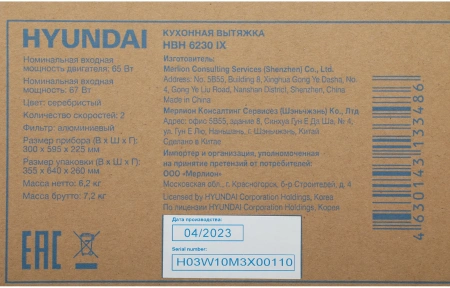 HYUNDAI
Номинальная входная
мощность двигателя: 65 Вт
Номинальная входная
мощность: 67 Вт
Цвет: серебристый
Количество скоростей: 2
Фильтр: алюминиевый
Размер прибора (В х Ш х Г):
300 x 595 x 225 мм
Размер упаковки (В х Ш х Г):
355 x 640 x 260 мм.
Масса нетто: 6,2 кг
Масса брутто: 7,2 кг
EAC
КУХОННАЯ ВЫТЯЖКА
HBH 6230 IX
Изготовитель:
Merlion Consulting Services (Shenzhen) Co., Ltd.
Address: No. 5B55, Building 8, Xinghua Gong Ye Dasha, No.
4, Gong Ye Liu Road, Nanshan District, Shenzhen, China
Made in China
Мерлион Консалтинг Сервисез (Шэньчжэнь) Ко., Лтд
Адрес: офис 5B55, здание 8, Синхуа Гун Е Да Ша, № 4,
ул. Гун Е Лю, Наньшань, г. Шэньчжэнь, Китай
Сделано в Китае
Импортёр и организация, уполномоченная
на принятие претензий от потребителей:
ООО «Мерлион»
Московская обл., г. Красногорск, б-р Строителей, д. 4
Licensed by HYUNDAI Corporation Holdings, Korea
По лицензии HYUNDAI Corporation Holdings, Корея
Дата производства:
04/2023
Serial number:
H03W10M3X00110
4630143133486